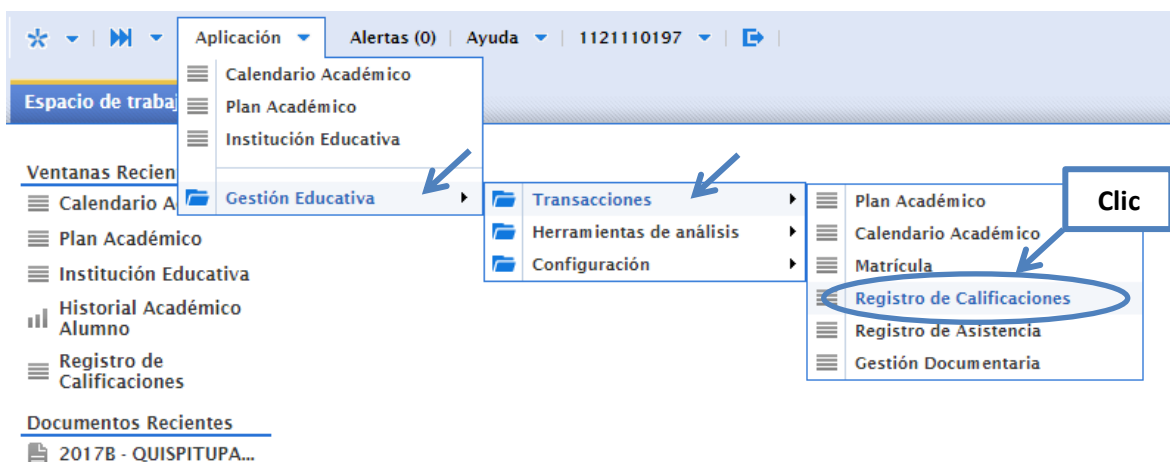 Aplicación Alertas (0) Ayuda 1121110197
Espacio de trabaj
Calendario Académico
Plan Académico
Institución Educativa
Gestión Educativa
Transacciones
Herramientas de análisis
Configuración
Plan Académico
Calendario Académico
Matrícula
Registro de Calificaciones
Registro de Asistencia
Gestión Documentaria
Clic
Ventanas Recien
Calendario A
Plan Académico
Institución Educativa
Historial Académico
Alumno
Registro de
Calificaciones
Documentos Recientes
2017B - QUISPITUPA...